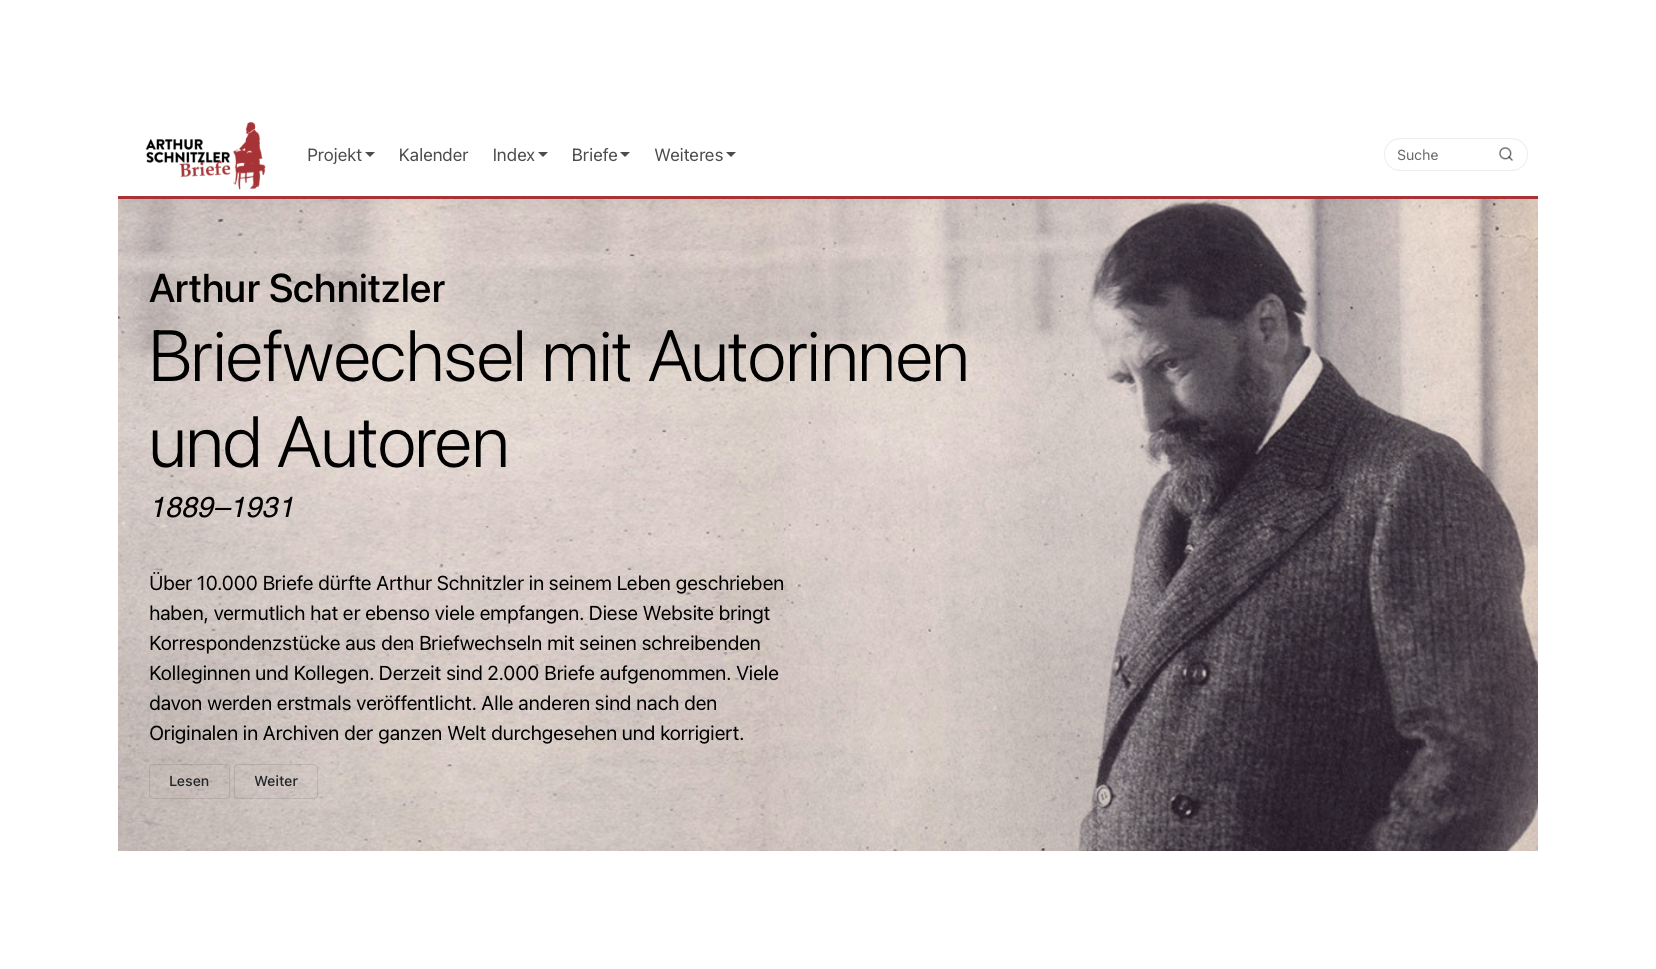 ARTHUR
SCHNITZLER
Briefe
Projekt
Kalender
Index
Briefe
Weiteres
Suche
Arthur Schnitzler
Briefwechsel mit Autorinnen
und Autoren
1889–1931
Über 10.000 Briefe dürfte Arthur Schnitzler in seinem Leben geschrieben
haben, vermutlich hat er ebenso viele empfangen. Diese Website bringt
Korrespondenzstücke aus den Briefwechseln mit seinen schreibenden
Kolleginnen und Kollegen. Derzeit sind 2.000 Briefe aufgenommen. Viele
davon werden erstmals veröffentlicht. Alle anderen sind nach den
Originalen in Archiven der ganzen Welt durchgesehen und korrigiert.
Lesen
Weiter